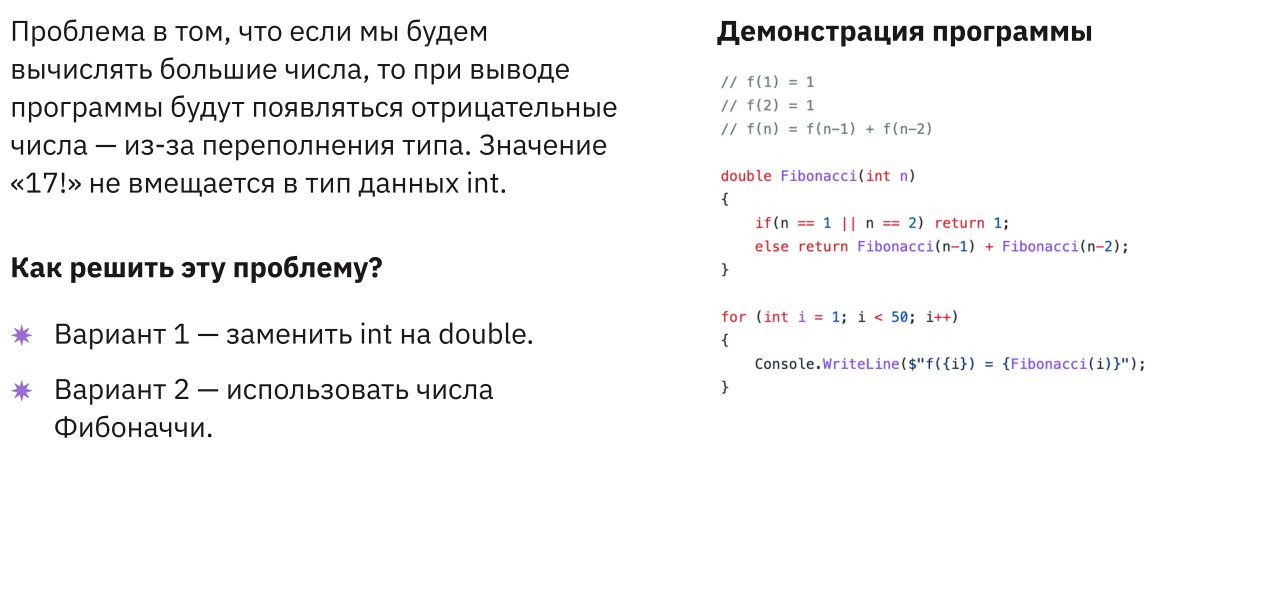 Проблема в том, что если мы будем
вычислять большие числа, то при выводе
программы будут появляться отрицательные
числа — из-за переполнения типа. Значение
«17!» не вмещается в тип данных int.
Как решить эту проблему?
Вариант 1 — заменить int на double.
Вариант 2 — использовать числа
Фибоначчи.
Демонстрация программы
// f(1) = 1
// f(2) = 1
// f(n) = f(n-1) + f(n-2)
double Fibonacci(int n)
{
    if(n == 1 || n == 2) return 1;
    else return Fibonacci(n-1) + Fibonacci(n-2);
}
for (int i = 1; i < 50; i++)
{
    Console.WriteLine($"f({i}) = {Fibonacci(i)}");
}